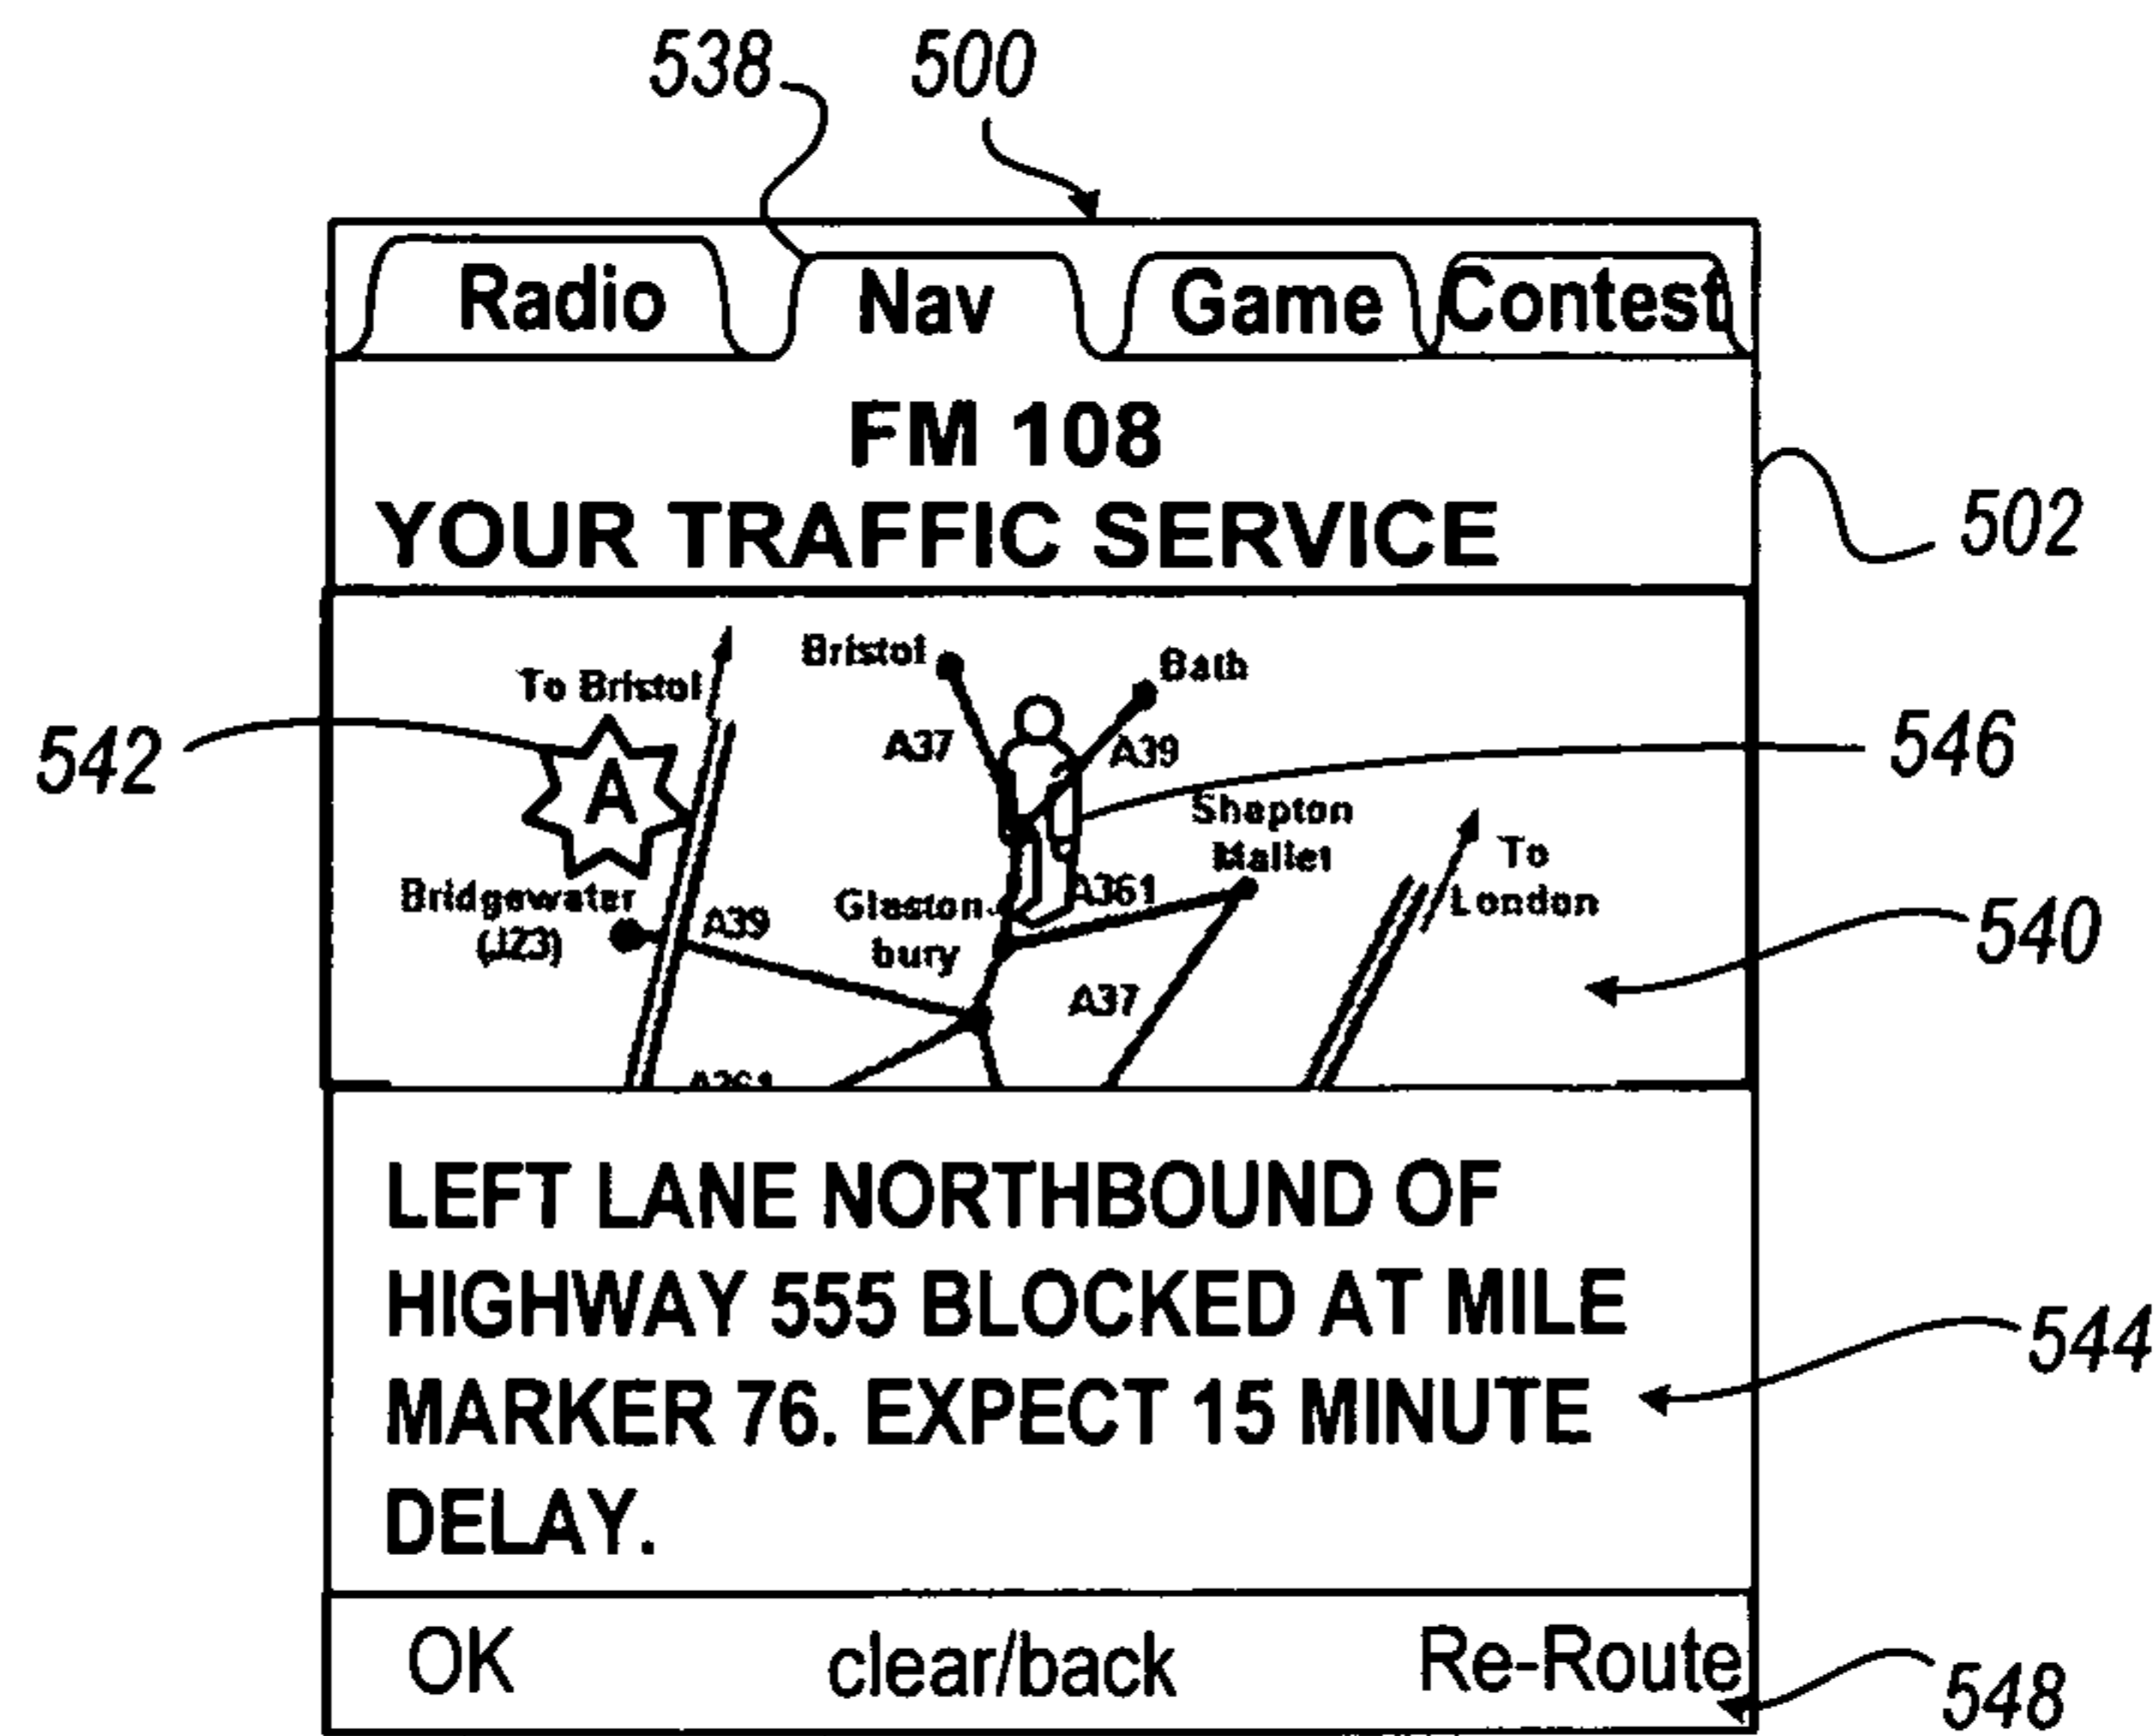 538 500
Radio Nav Game Contest
FM 108
YOUR TRAFFIC SERVICE
502
To Bristol
Bristol
Bath
542
A
A37
A39
546
Shepton
Mallet
To
London
Bridgewater
(J23)
A39
Glaston-
bury
A361
A37
540
LEFT LANE NORTHBOUND OF
HIGHWAY 555 BLOCKED AT MILE
MARKER 76. EXPECT 15 MINUTE
DELAY.
544
OK clear/back Re-Route
548